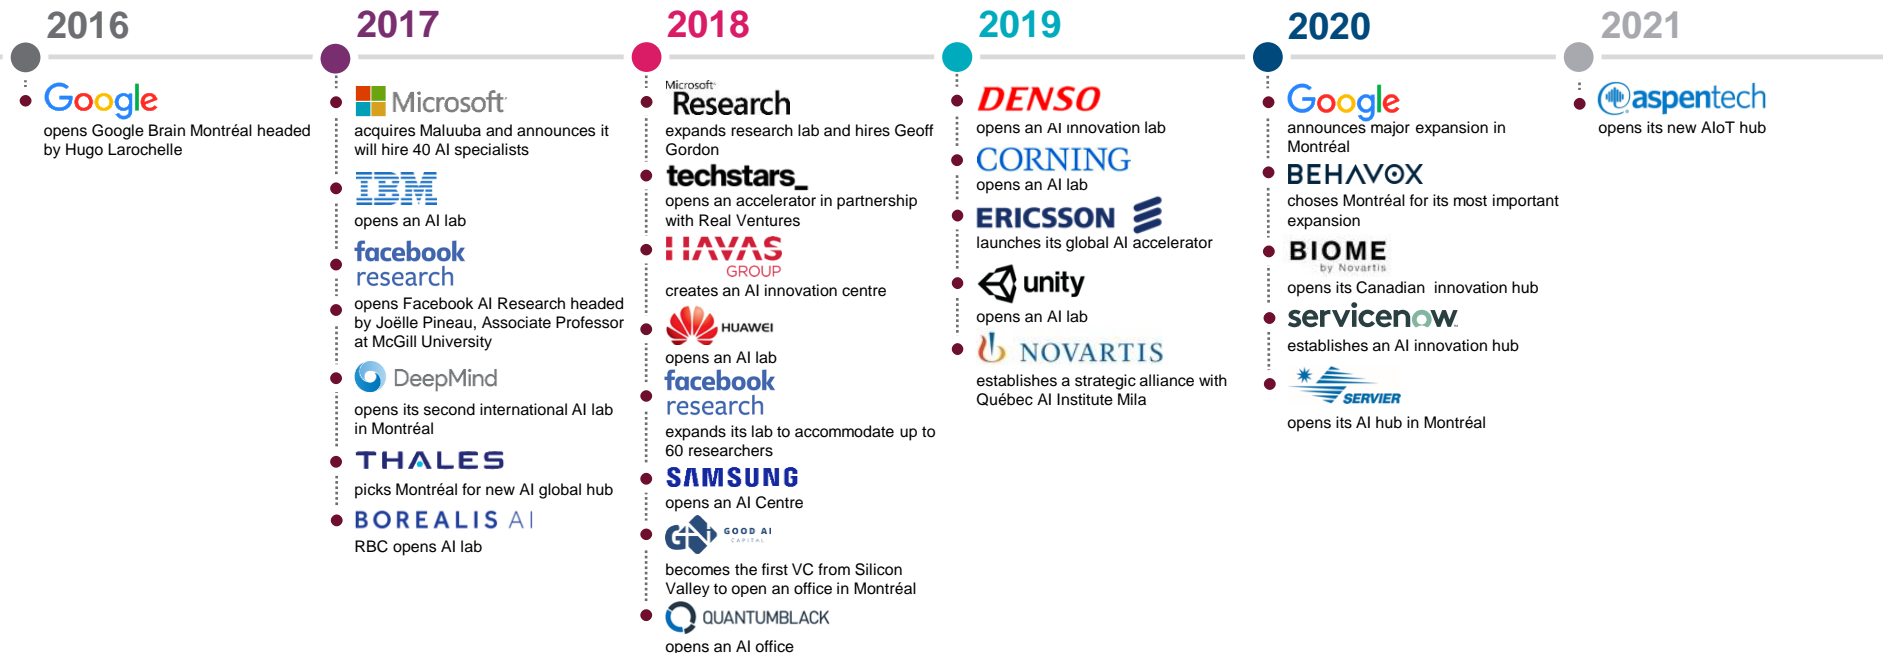 2016
Google
opens Google Brain Montréal headed
by Hugo Larochelle
2017
Microsoft
acquires Maluuba and announces it
will hire 40 AI specialists
IBM
opens an AI lab
facebook
research
opens Facebook AI Research headed
by Joëlle Pineau, Associate Professor
at McGill University
DeepMind
opens its second international AI lab
in Montréal
THALES
picks Montréal for new AI global hub
BOREALIS AI
RBC opens AI lab
2018
Microsoft
Research
expands research lab and hires Geoff
Gordon
techstars_
opens an accelerator in partnership
with Real Ventures
HAVAS
GROUP
creates an AI innovation centre
HUAWEI
opens an AI lab
facebook
research
expands its lab to accommodate up to
60 researchers
SAMSUNG
opens an AI Centre
GAi GOOD AI
CAPITAL
becomes the first VC from Silicon
Valley to open an office in Montréal
QUANTUMBLACK
opens an AI office
2019
DENSO
opens an AI innovation lab
CORNING
opens an AI lab
ERICSSON
launches its global AI accelerator
unity
opens an AI lab
NOVARTIS
establishes a strategic alliance with
Québec AI Institute Mila
2020
Google
announces major expansion in
Montréal
BEHAVOX
choses Montréal for its most important
expansion
BIOME
by Novartis
opens its Canadian innovation hub
servicenow
establishes an AI innovation hub
SERVIER
opens its AI hub in Montréal
2021
aspentech
opens its new AIoT hub